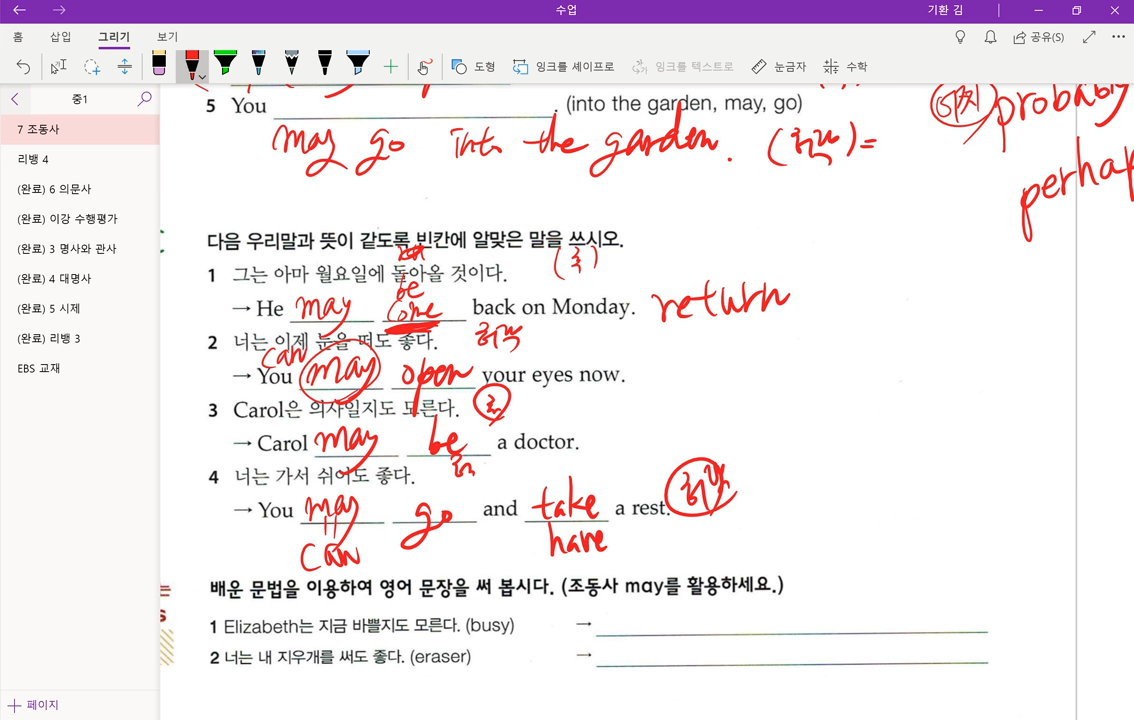 수업
기환 김
홈 삽입 그리기 보기
공유(S)
도형 잉크를 셰이프로 잉크를 텍스트로 눈금자 수학
중1
7 조동사
리뱅 4
(완료) 6 의문사
(완료) 이강 수행평가
(완료) 3 명사와 관사
(완료) 4 대명사
(완료) 5 시제
(완료) 리뱅 3
EBS 교재
페이지
5 You . (into the garden, may, go)
probably
may go into the garden. (허락)=
perhap
다음 우리말과 뜻이 같도록 빈칸에 알맞은 말을 쓰시오.
1 그는 아마 월요일에 돌아올 것이다. (추)
be
→ He may come back on Monday. return
2 너는 이제 눈을 떠도 좋다. 허락
can
→ You may open your eyes now.
3 Carol은 의사일지도 모른다. 추
→ Carol may be a doctor.
4 너는 가서 쉬어도 좋다.
→ You may go and take a rest. 허락
can have
배운 문법을 이용하여 영어 문장을 써 봅시다. (조동사 may를 활용하세요.)
1 Elizabeth는 지금 바쁠지도 모른다. (busy) →
2 너는 내 지우개를 써도 좋다. (eraser) →